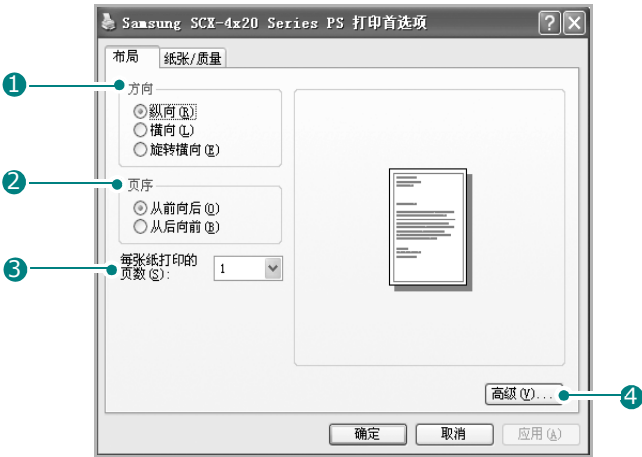 Samsung SCX-4x20 Series PS 打印首选项
布局
纸张/质量
1
方向
纵向(R)
横向(L)
旋转横向(E)
2
页序
从前向后(O)
从后向前(B)
3
每张纸打印的
页数(S):
1
高级(V)...
4
确定
取消
应用(A)